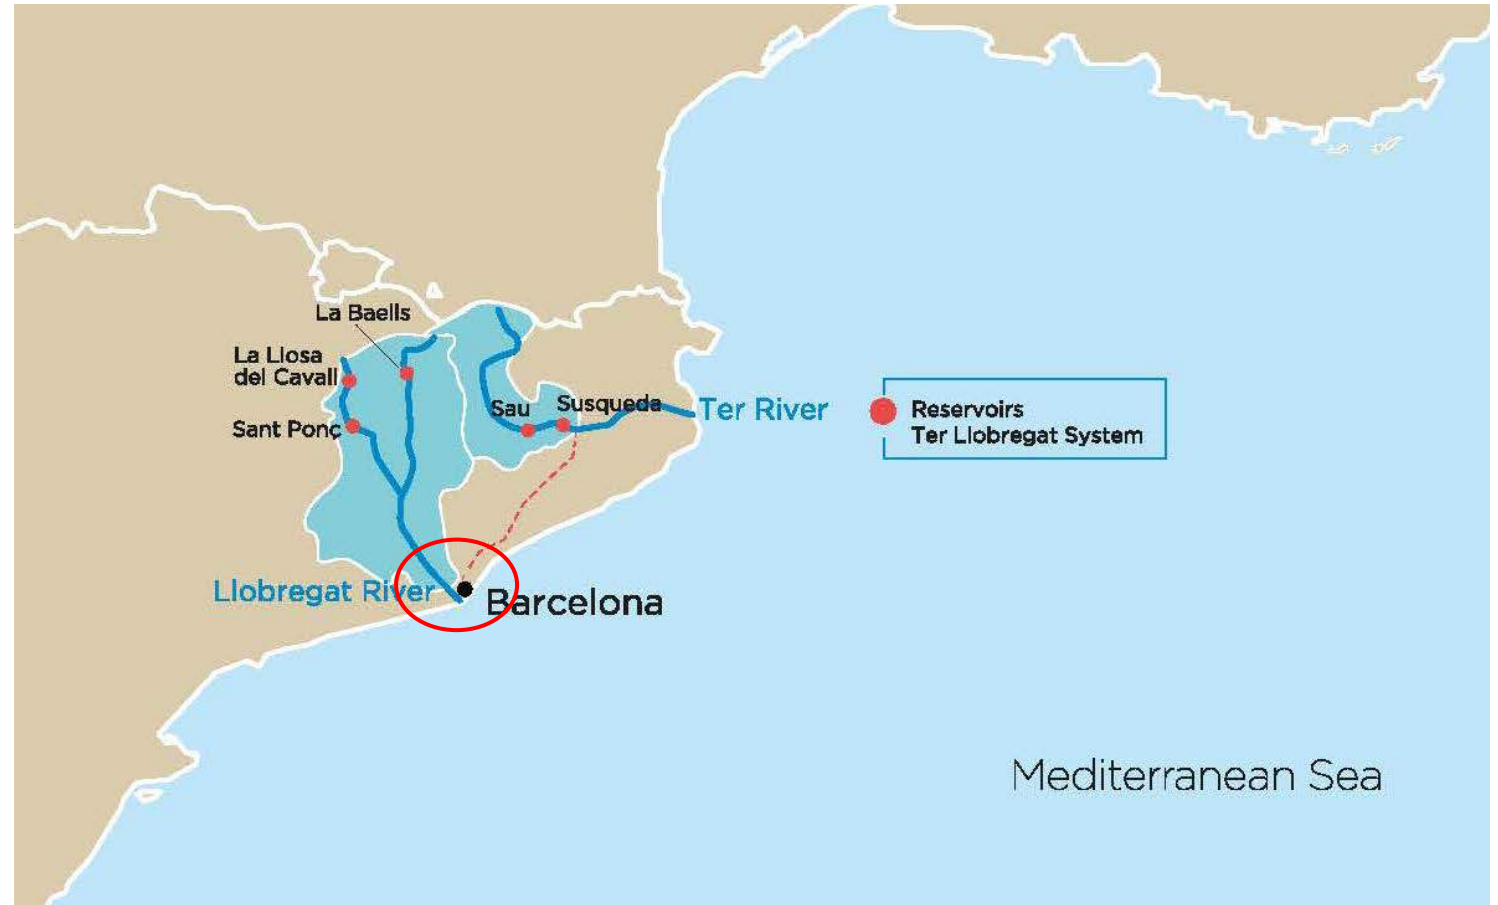 La Baells
La Llosa
del Cavall
Sant Ponç
Sau
Susqueda
Ter River
Reservoirs
Ter Llobregat System
Llobregat River
Barcelona
Mediterranean Sea